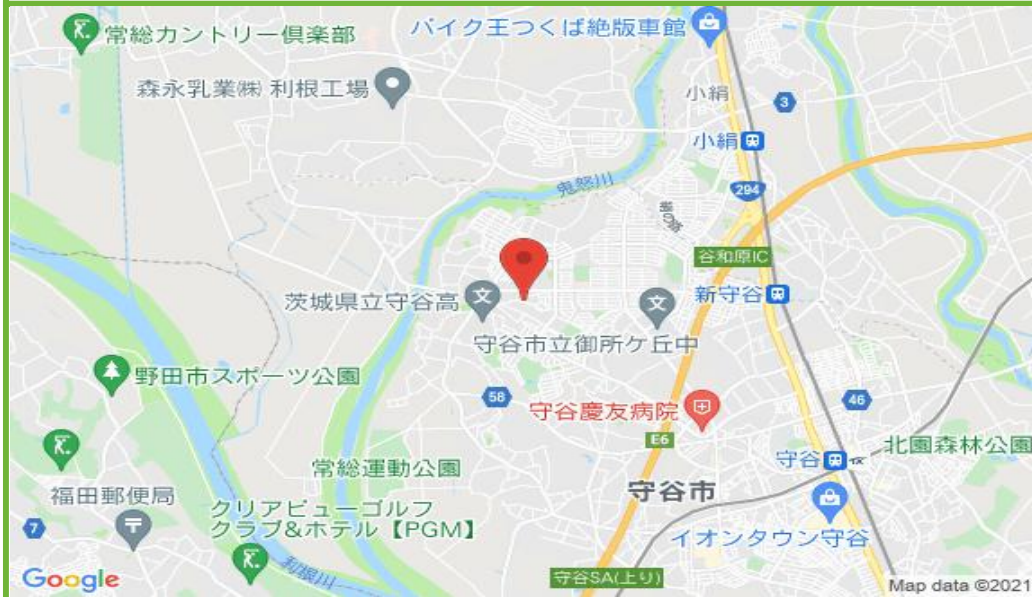 常総カントリー倶楽部
バイク王つくば絶版車館
森永乳業㈱ 利根工場
小絹
3
小絹
鬼怒川
294
絹の台
谷和原IC
茨城県立守谷高
新守谷
守谷市立御所ケ丘中
野田市スポーツ公園
58
守谷慶友病院
46
E6
北園森林公園
守谷
常総運動公園
守谷市
福田郵便局
クリアビューゴルフ
クラブ&ホテル【PGM】
7
イオンタウン守谷
利根川
守谷SA(上り)
Google
Map data ©2021